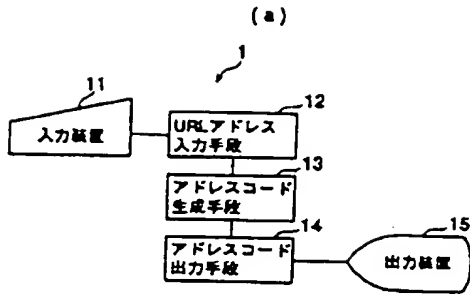 (a)
1
11
入力装置
12
URLアドレス
入力手段
13
アドレスコード
生成手段
14
アドレスコード
出力手段
15
出力装置